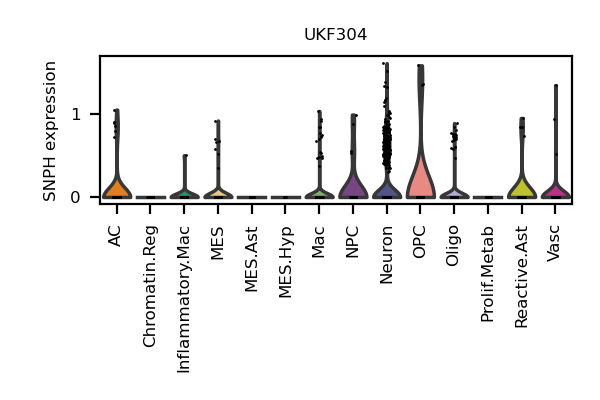 UKF304
SNPH expression
1
0
AC
Chromatin.Reg
Inflammatory.Mac
MES
MES.Ast
MES.Hyp
Mac
NPC
Neuron
OPC
Oligo
Prolif.Metab
Reactive.Ast
Vasc